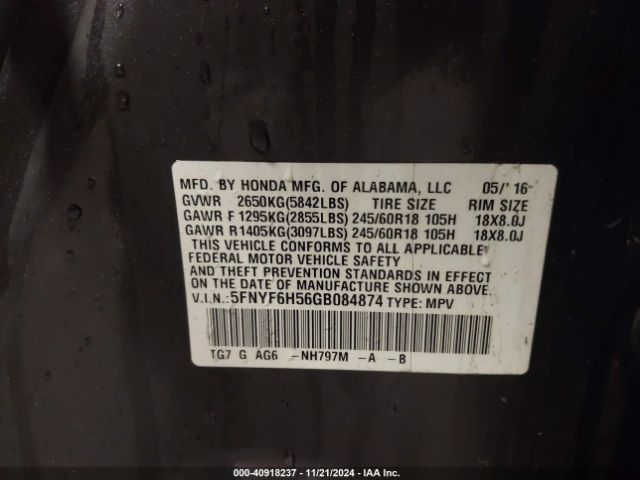 MFD. BY HONDA MFG. OF ALABAMA, LLC 05/'16
GVWR 2650KG(5842LBS) TIRE SIZE RIM SIZE
GAWR F 1295KG(2855LBS) 245/60R18 105H 18X8.0J
GAWR R1405KG(3097LBS) 245/60R18 105H 18X8.0J
THIS VEHICLE CONFORMS TO ALL APPLICABLE
FEDERAL MOTOR VEHICLE SAFETY
AND THEFT PREVENTION STANDARDS IN EFFECT
ON THE DATE OF MANUFACTURE SHOWN ABOVE.
V.I.N.: 5FNYF6H56GB084874 TYPE: MPV
TG7 G AG6 -NH797M -A -B
000-40918237 - 11/21/2024 - IAA Inc.